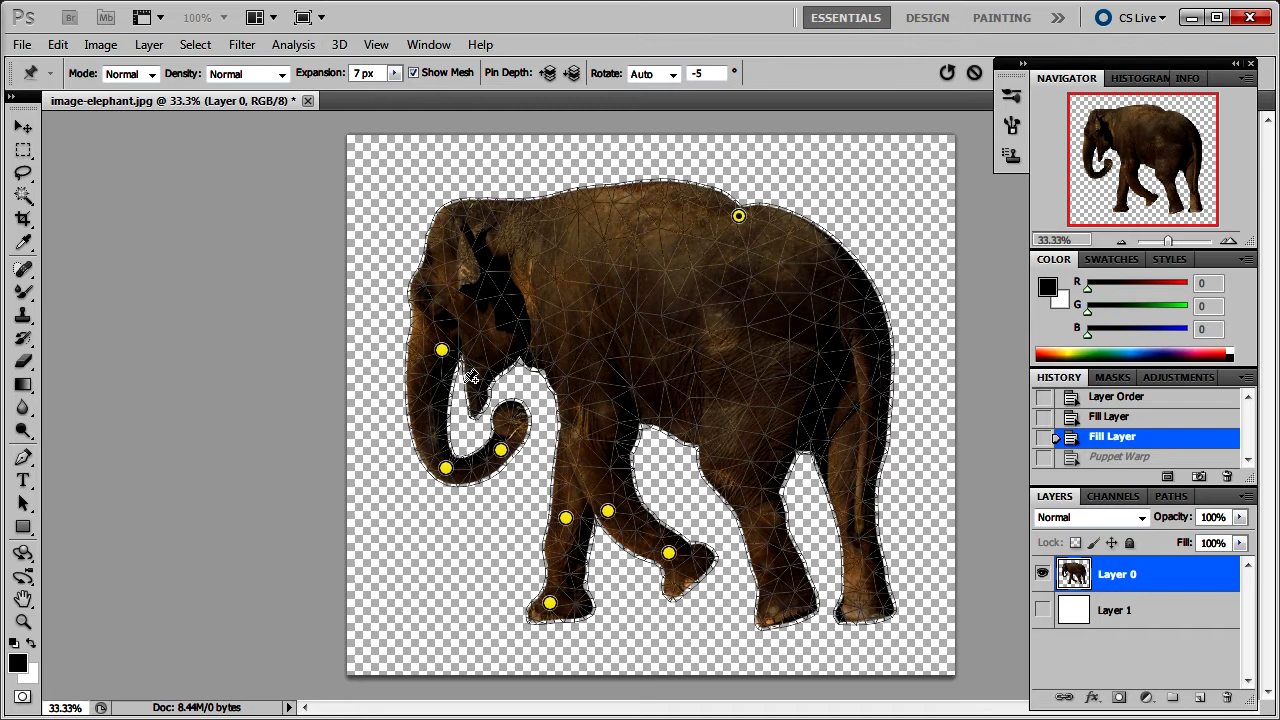 Ps Br Mb 100% ESSENTIALS DESIGN PAINTING CS Live
File Edit Image Layer Select Filter Analysis 3D View Window Help
Mode: Normal Density: Normal Expansion: 7 px Show Mesh Pin Depth: Rotate: Auto -5 °
image-elephant.jpg @ 33.3% (Layer 0, RGB/8) *
NAVIGATOR HISTOGRAM INFO
33.33%
COLOR SWATCHES STYLES
R 0
G 0
B 0
HISTORY MASKS ADJUSTMENTS
Layer Order
Fill Layer
Fill Layer
Puppet Warp
LAYERS CHANNELS PATHS
Normal Opacity: 100%
Lock: Fill: 100%
Layer 0
Layer 1
33.33% Doc: 8.44M/0 bytes